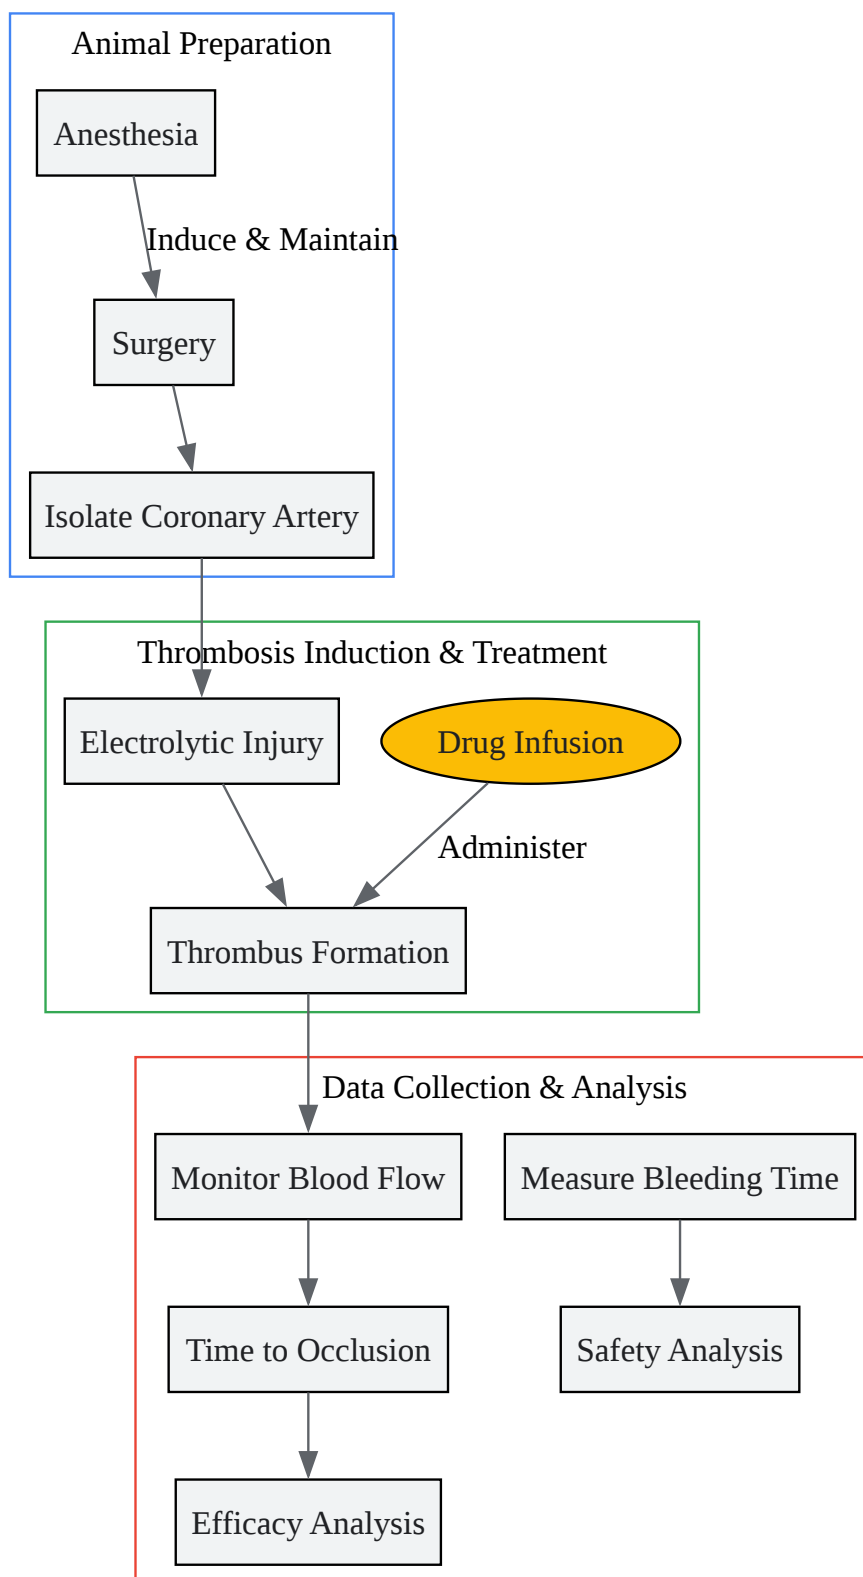 Animal Preparation
Anesthesia
Induce & Maintain
Surgery
Isolate Coronary Artery
Thrombosis Induction & Treatment
Electrolytic Injury
Drug Infusion
Administer
Thrombus Formation
Data Collection & Analysis
Monitor Blood Flow
Measure Bleeding Time
Time to Occlusion
Safety Analysis
Efficacy Analysis